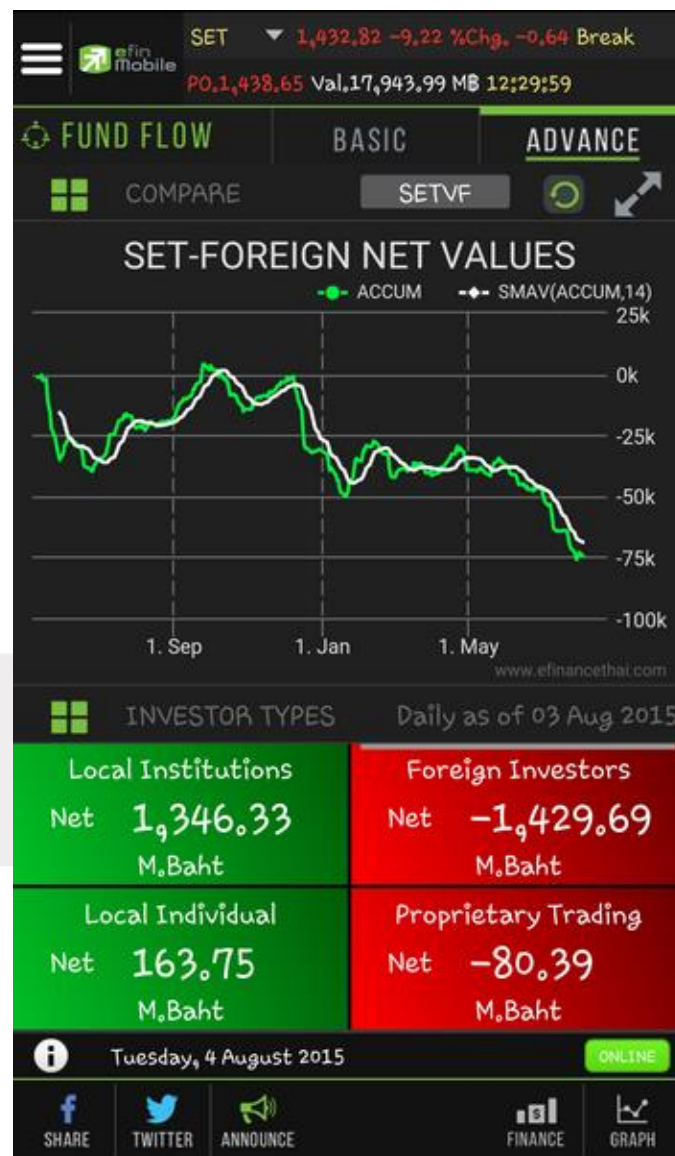 SET 1,432.82 -9.22 %Chg. -0.64 Break
efin Mobile
PO.1,438.65 Val.17,943.99 MB 12:29:59
FUND FLOW BASIC ADVANCE
COMPARE SETVF
SET-FOREIGN NET VALUES
ACCUM SMAV(ACCUM,14)
25k
0k
-25k
-50k
-75k
-100k
1. Sep 1. Jan 1. May
www.efinancethai.com
INVESTOR TYPES Daily as of 03 Aug 2015
Local Institutions
Net 1,346.33
M.Baht
Foreign Investors
Net -1,429.69
M.Baht
Local Individual
Net 163.75
M.Baht
Proprietary Trading
Net -80.39
M.Baht
Tuesday, 4 August 2015 ONLINE
SHARE TWITTER ANNOUNCE FINANCE GRAPH